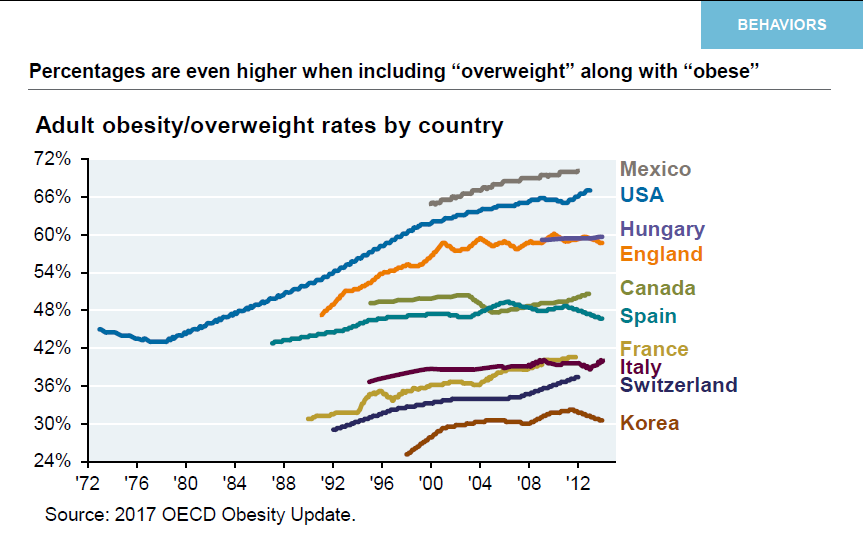 BEHAVIORS
Percentages are even higher when including “overweight” along with “obese”
Adult obesity/overweight rates by country
72%
66%
60%
54%
48%
42%
36%
30%
24%
'72 '76 '80 '84 '88 '92 '96 '00 '04 '08 '12
Mexico
USA
Hungary
England
Canada
Spain
France
Italy
Switzerland
Korea
Source: 2017 OECD Obesity Update.